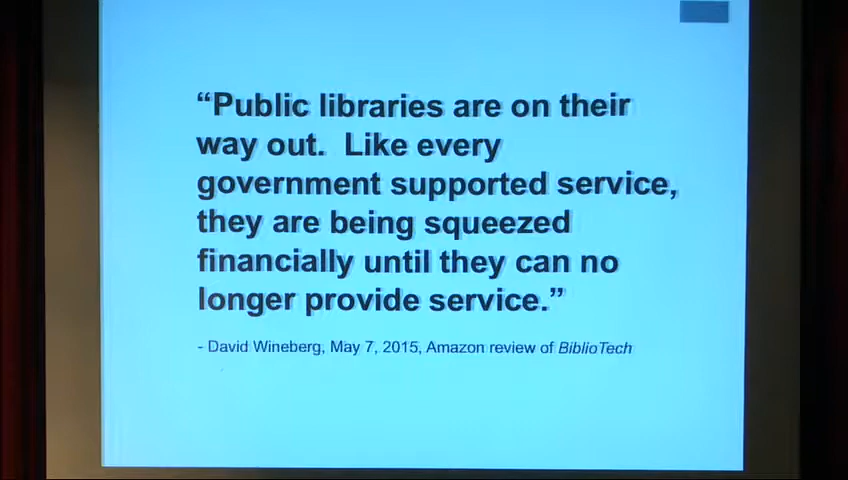 “Public libraries are on their
way out.  Like every
government supported service,
they are being squeezed
financially until they can no
longer provide service.”
- David Wineberg, May 7, 2015, Amazon review of BiblioTech